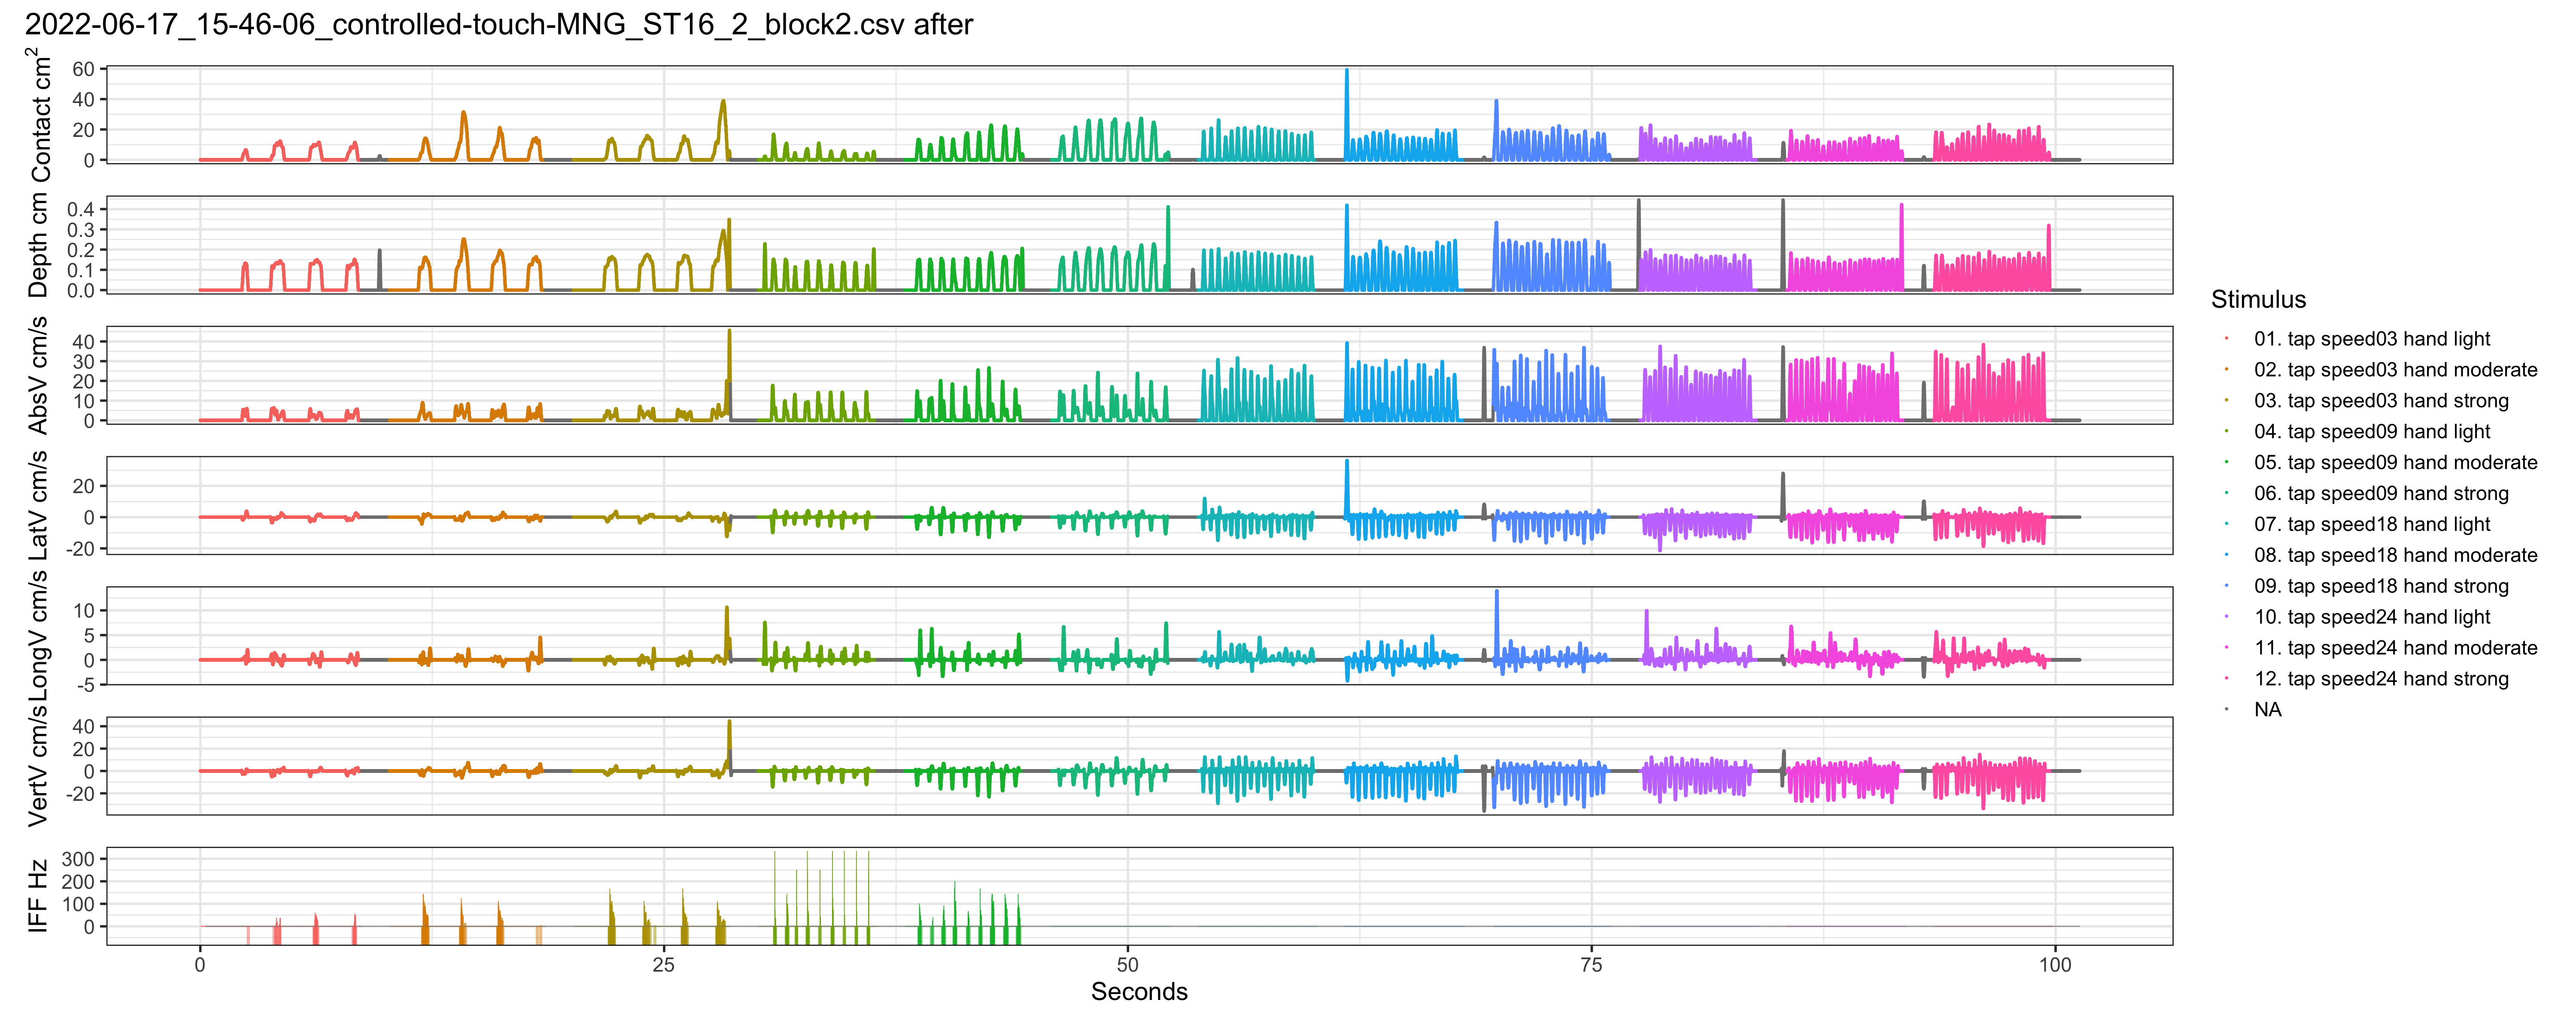 2022-06-17_15-46-06_controlled-touch-MNG_ST16_2_block2.csv after
Contact cm²
60
40
20
0
Depth cm
0.4
0.3
0.2
0.1
0.0
AbsV cm/s
40
30
20
10
0
LatV cm/s
20
0
-20
LongV cm/s
10
5
0
-5
VertV cm/s
40
20
0
-20
IFF Hz
300
200
100
0
0 25 50 75 100
Seconds
Stimulus
01. tap speed03 hand light
02. tap speed03 hand moderate
03. tap speed03 hand strong
04. tap speed09 hand light
05. tap speed09 hand moderate
06. tap speed09 hand strong
07. tap speed18 hand light
08. tap speed18 hand moderate
09. tap speed18 hand strong
10. tap speed24 hand light
11. tap speed24 hand moderate
12. tap speed24 hand strong
NA